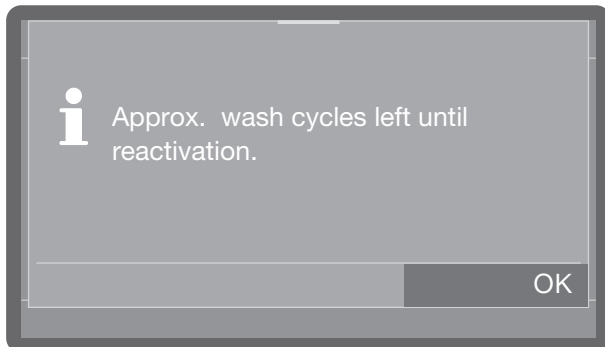 Approx.  wash cycles left until
reactivation.
OK